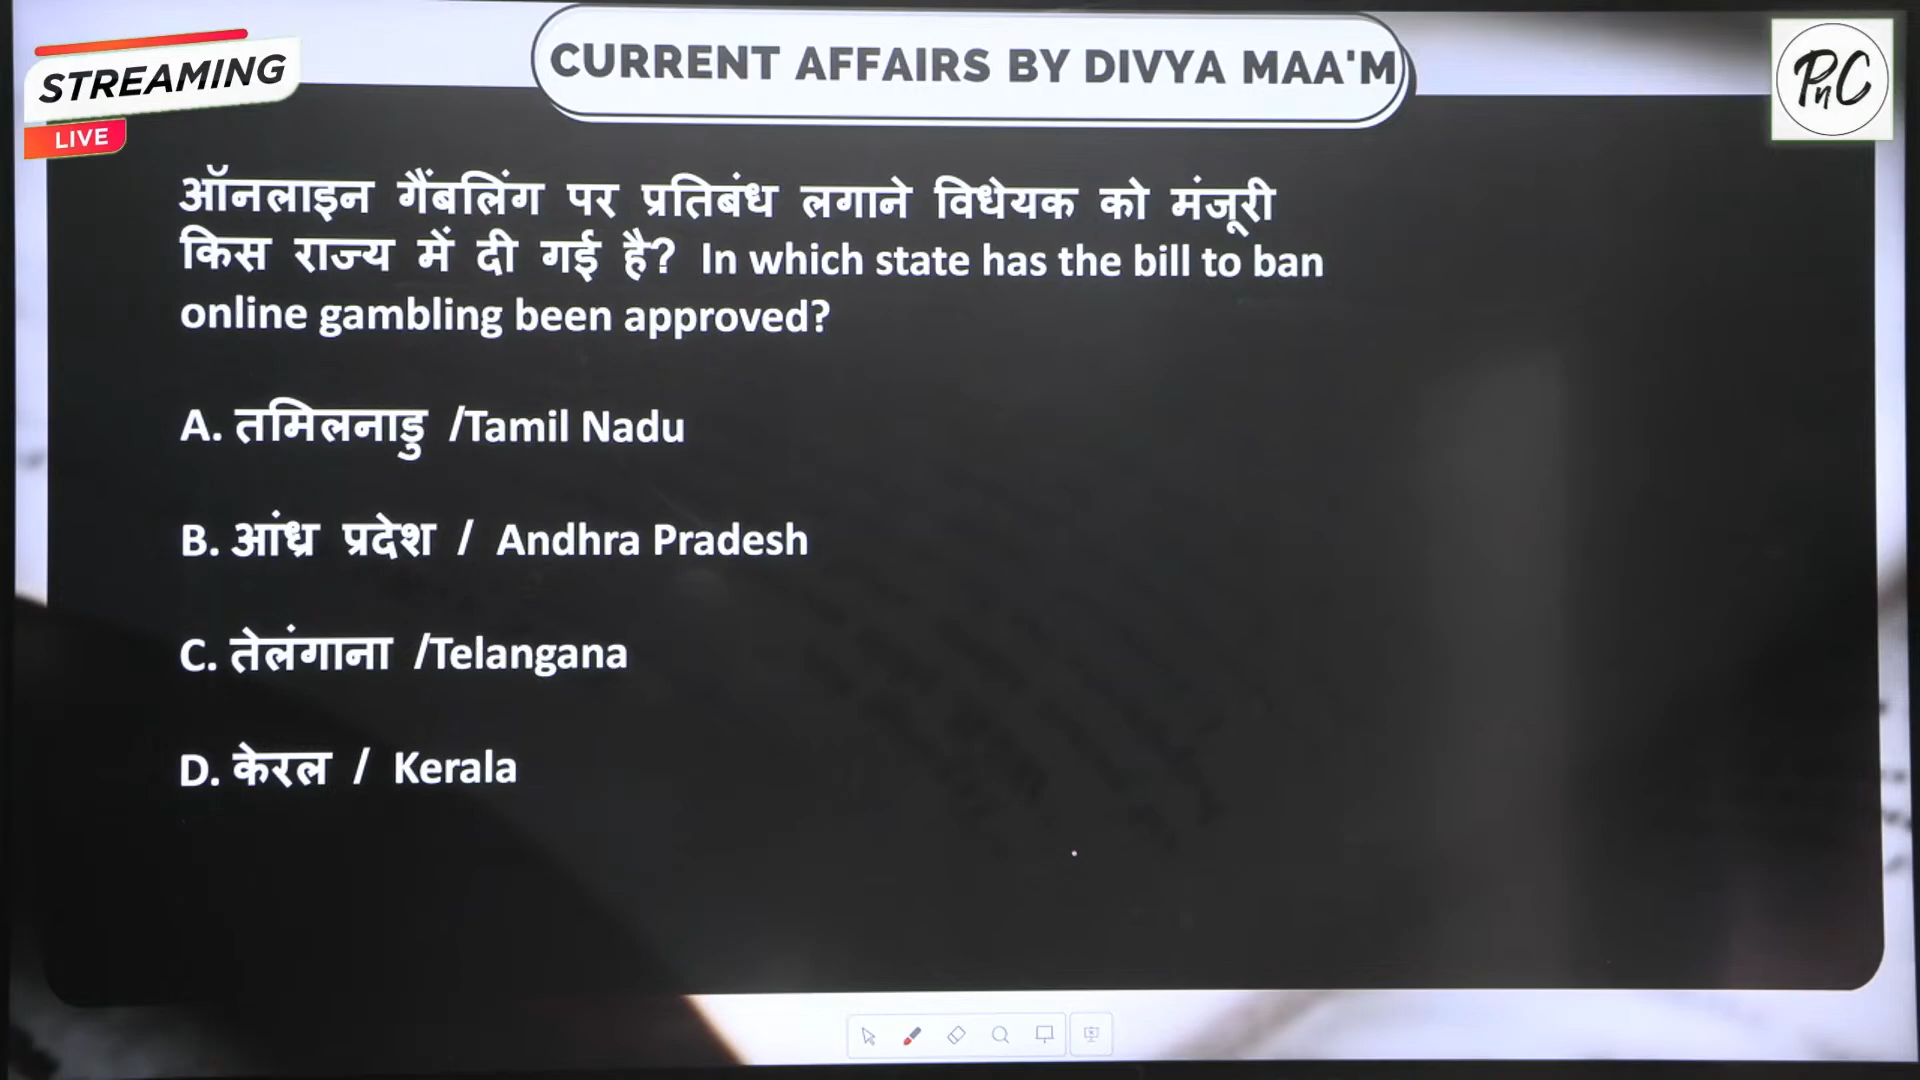 STREAMING
LIVE
CURRENT AFFAIRS BY DIVYA MAA'M
PnC
ऑनलाइन गैंबलिंग पर प्रतिबंध लगाने विधेयक को मंजूरी
किस राज्य में दी गई है? In which state has the bill to ban
online gambling been approved?
A. तमिलनाडु /Tamil Nadu
B. आंध्र प्रदेश / Andhra Pradesh
C. तेलंगाना /Telangana
D. केरल / Kerala